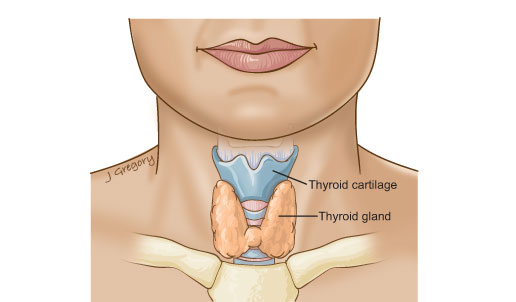 J Gregory
Thyroid cartilage
Thyroid gland